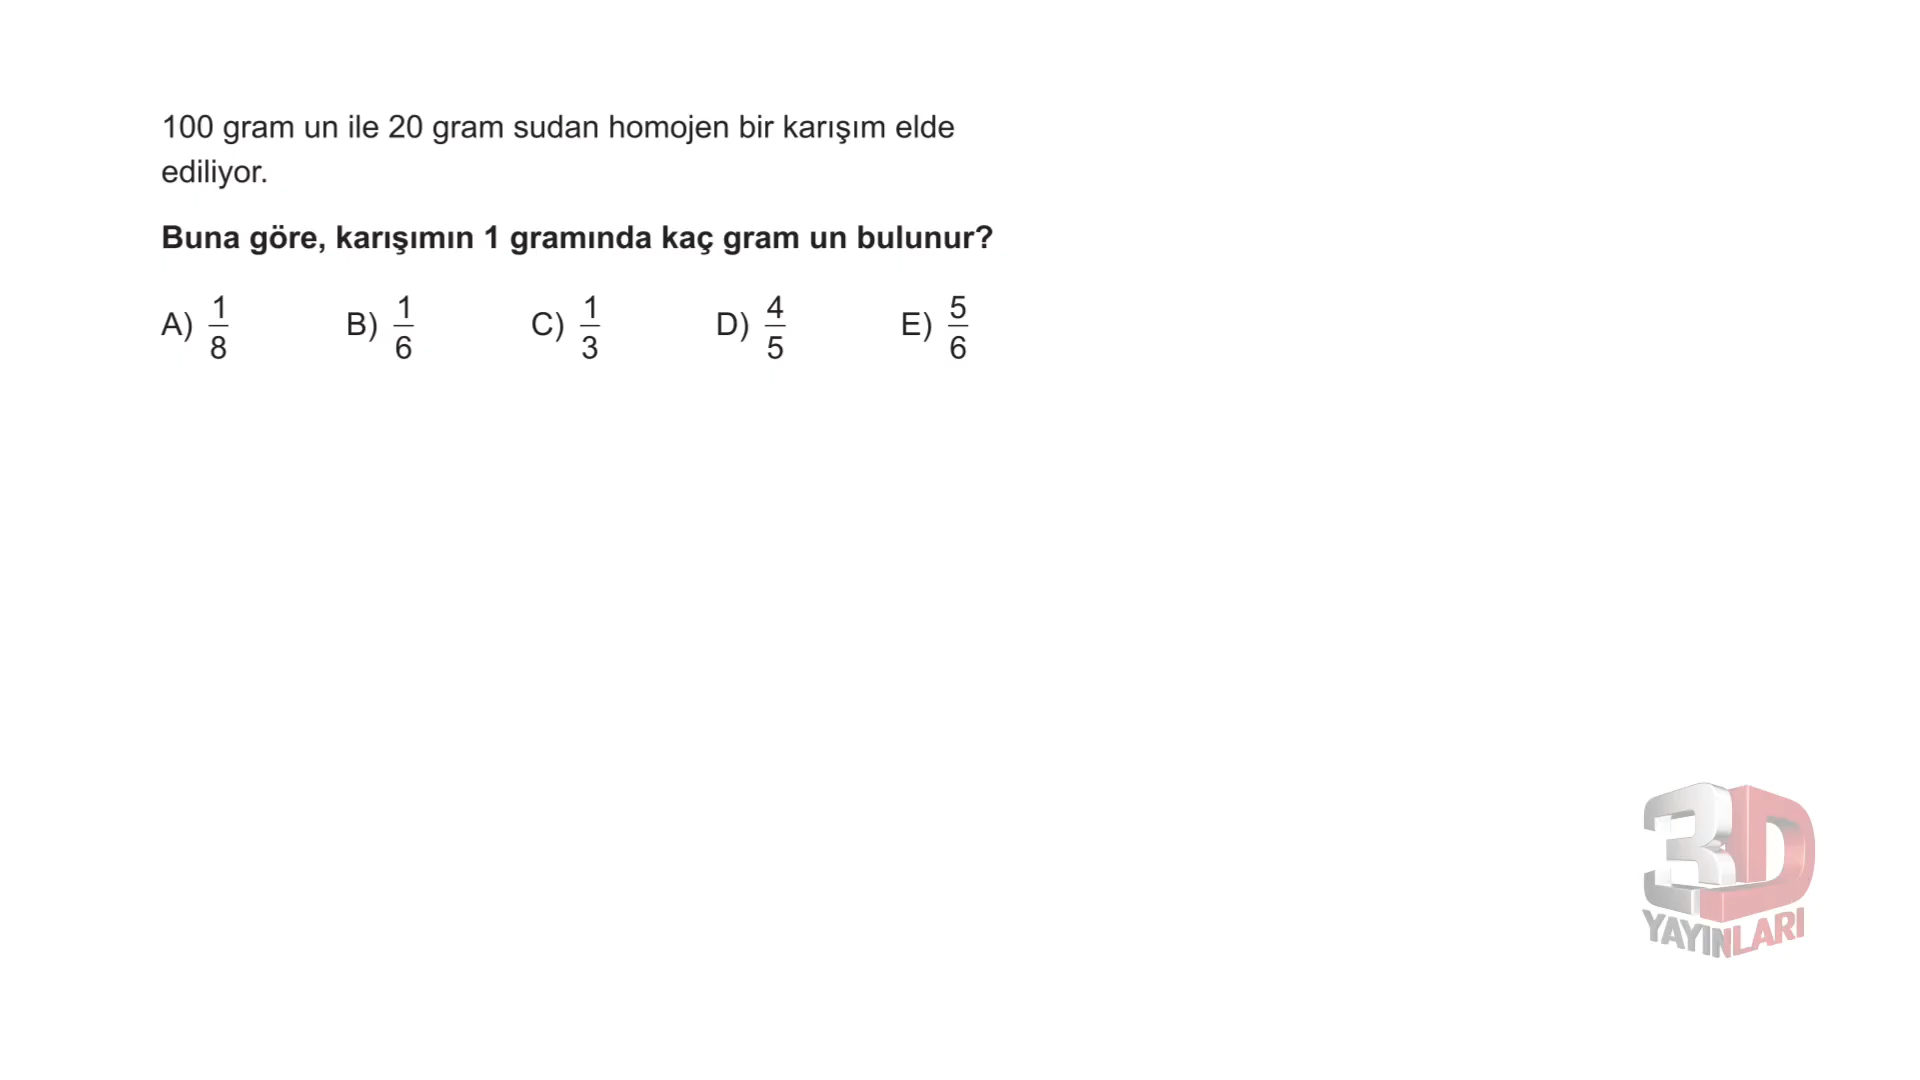 100 gram un ile 20 gram sudan homojen bir karışım elde
ediliyor.
Buna göre, karışımın 1 gramında kaç gram un bulunur?
A) 1/8 B) 1/6 C) 1/3 D) 4/5 E) 5/6
3D
YAYINLARI